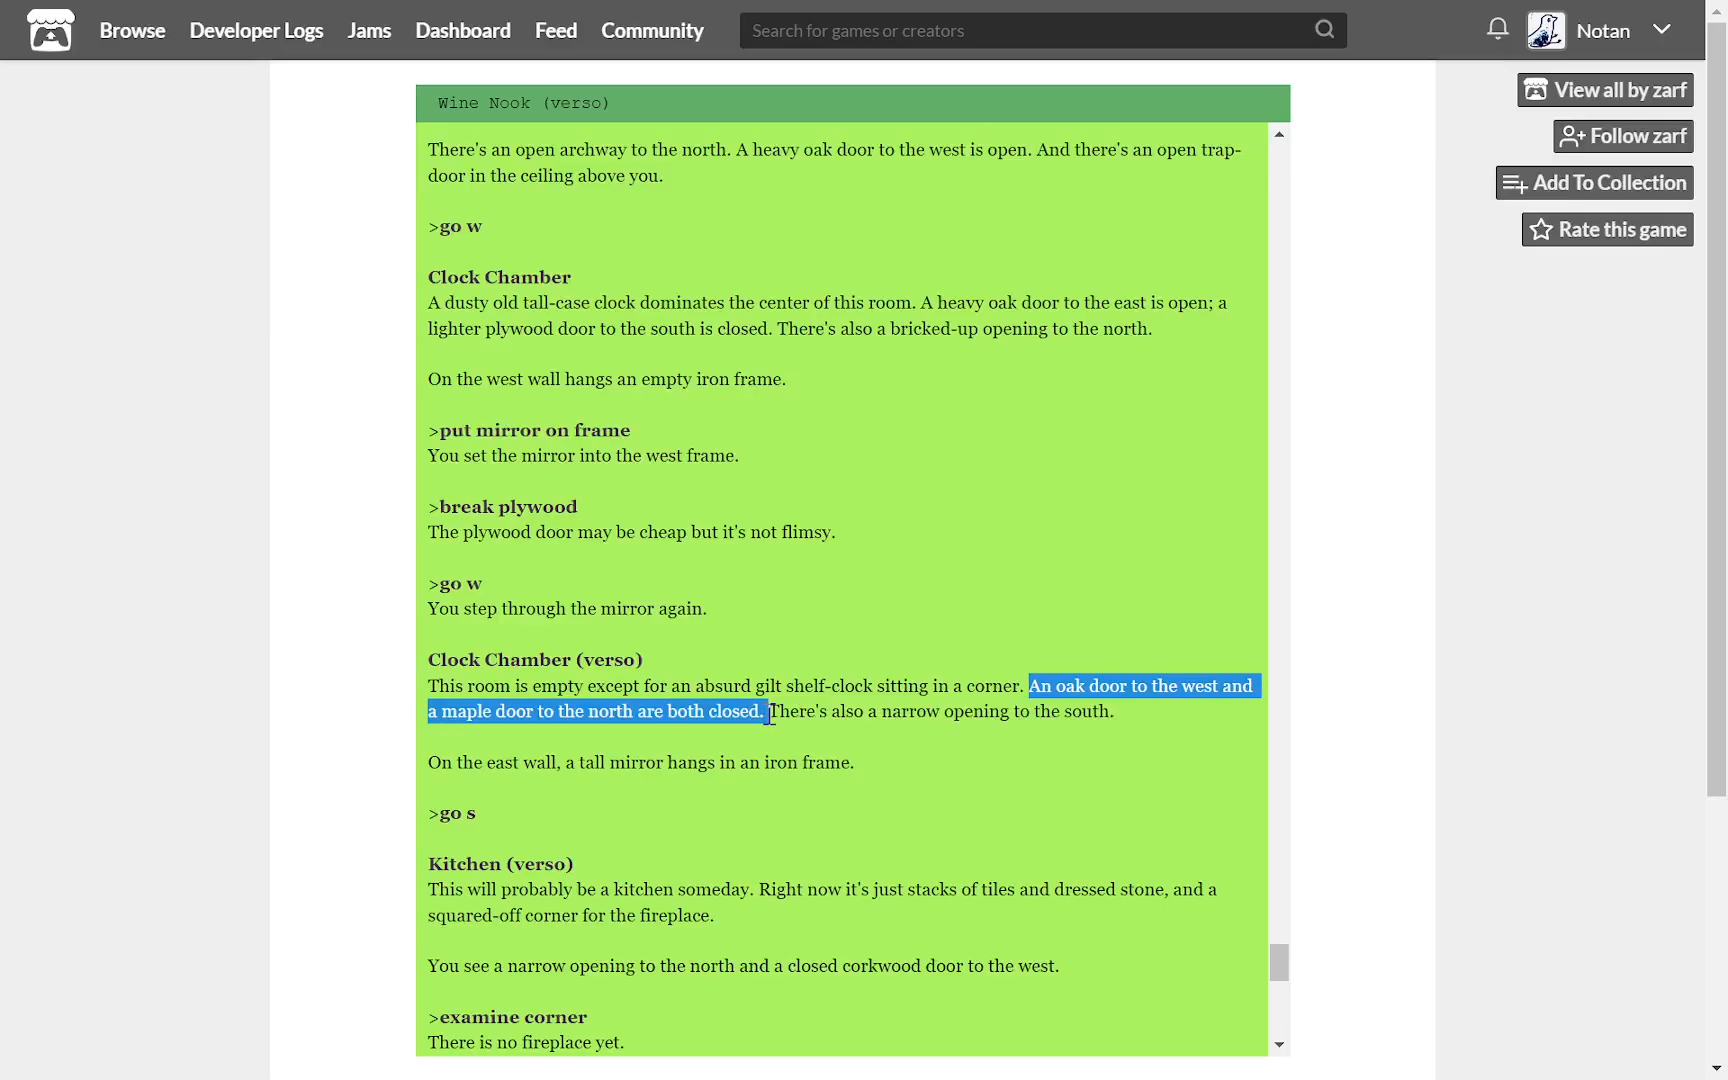 Browse Developer Logs Jams Dashboard Feed Community Search for games or creators Notan
View all by zarf
Follow zarf
Add To Collection
Rate this game
Wine Nook (verso)
There's an open archway to the north. A heavy oak door to the west is open. And there's an open trap-
door in the ceiling above you.
>go w
Clock Chamber
A dusty old tall-case clock dominates the center of this room. A heavy oak door to the east is open; a
lighter plywood door to the south is closed. There's also a bricked-up opening to the north.
On the west wall hangs an empty iron frame.
>put mirror on frame
You set the mirror into the west frame.
>break plywood
The plywood door may be cheap but it's not flimsy.
>go w
You step through the mirror again.
Clock Chamber (verso)
This room is empty except for an absurd gilt shelf-clock sitting in a corner. An oak door to the west and
a maple door to the north are both closed. There's also a narrow opening to the south.
On the east wall, a tall mirror hangs in an iron frame.
>go s
Kitchen (verso)
This will probably be a kitchen someday. Right now it's just stacks of tiles and dressed stone, and a
squared-off corner for the fireplace.
You see a narrow opening to the north and a closed corkwood door to the west.
>examine corner
There is no fireplace yet.